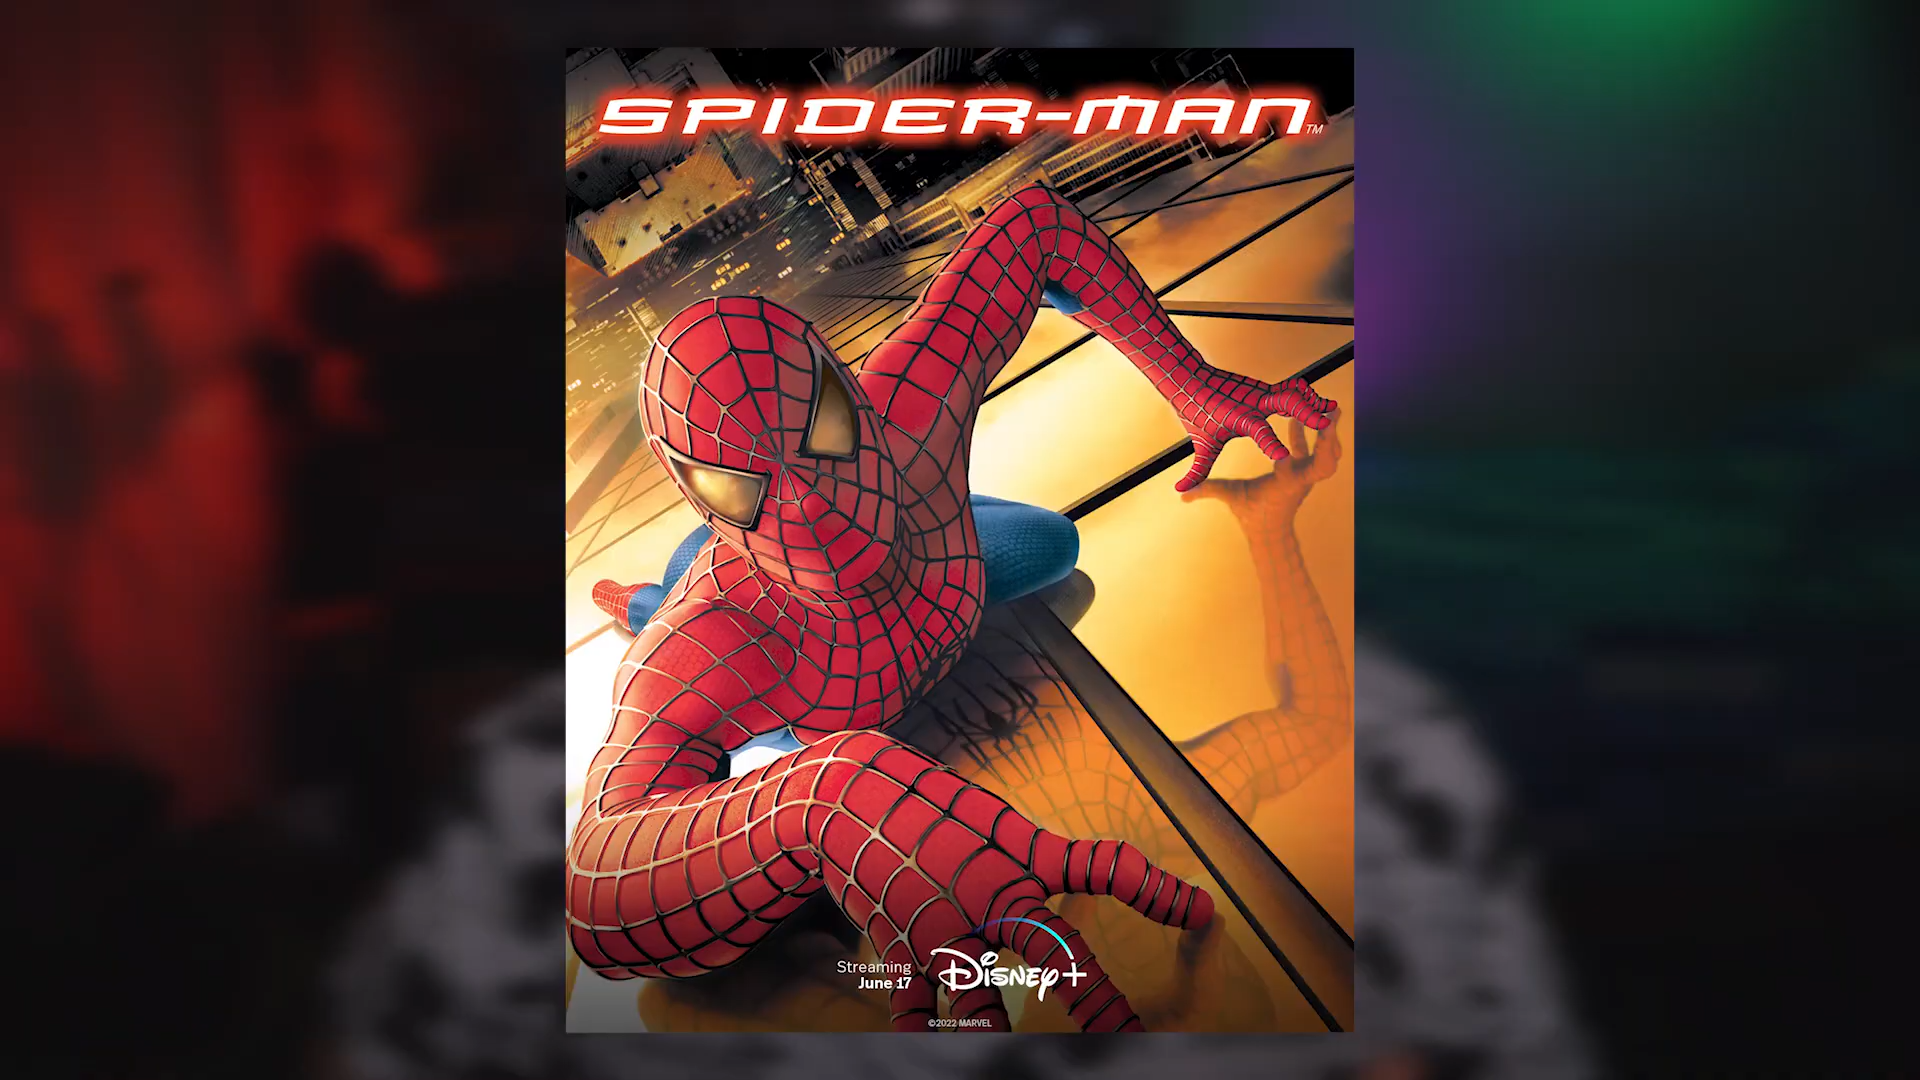 SPIDER-MAN™
Streaming
June 17
Disney+
©2022 MARVEL